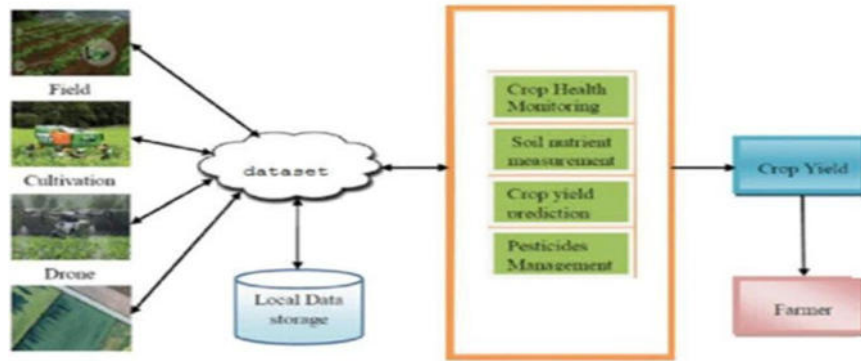 Field
Cultivation
Drone
dataset
Local Data
storage
Crop Health
Monitoring
Soil nutrient
measurement
Crop yield
prediction
Pesticides
Management
Crop Yield
Farmer